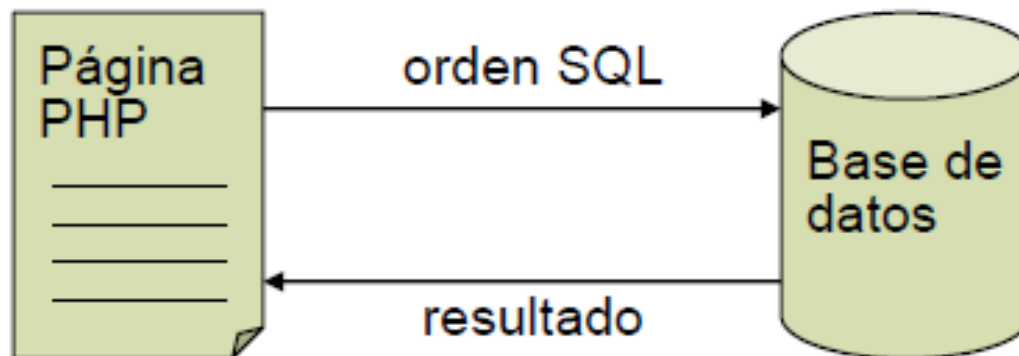 Página
PHP
orden SQL
Base de
datos
resultado